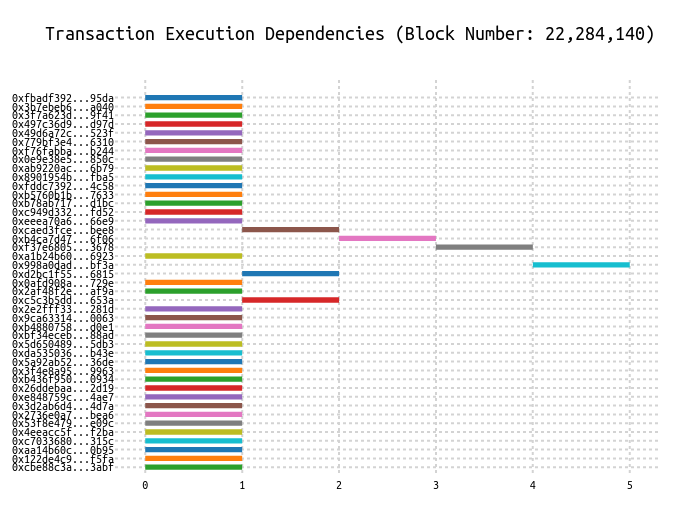 Transaction Execution Dependencies (Block Number: 22,284,140)
0xfbadf392...95da
0x3b7ebeb6...a040
0x3f7a623d...9f41
0x497c36d9...d97d
0x49d6a72c...523f
0x779bf3e4...6310
0xf76fabba...b244
0x0e9e38e5...850c
0xab9220ac...6b79
0x8901954b...fba5
0xfddc7392...4c58
0xb5760b1b...7633
0xb78ab717...d1bc
0xc949d332...fd52
0xeeea70a6...66e9
0xcaed3fce...bee8
0xb4ca7d47...6f06
0xf37e6805...3678
0xa1b24b60...6923
0x998a0dad...bf3a
0xd2bc1f55...6815
0x0afd908a...729e
0x2af48f2e...af9a
0xc5c3b5dd...653a
0x2e2fff33...281d
0x9ca63314...0063
0xb4880758...d0e1
0xbf34eceb...88ad
0x5d650489...5db3
0xda535036...b43e
0x5a92ab52...36de
0x3f4e8a95...9963
0xb436f950...0934
0x26ddebaa...2d19
0xe848759c...4ae7
0x3d2ab6d4...4d7a
0x2736e0a7...bea6
0x53f8e479...e09c
0x4eeacc5f...f2ba
0xc7033680...315c
0xaa14b60c...0b95
0x122de4c9...f5fa
0xcbe88c3a...3abf
0 1 2 3 4 5